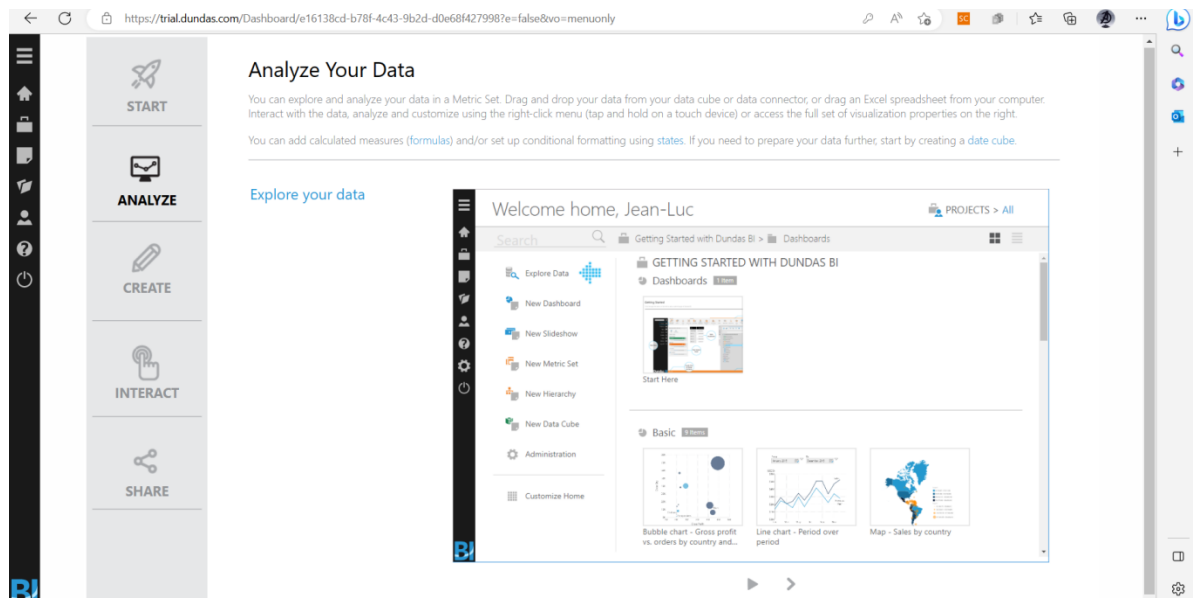 https://trial.dundas.com/Dashboard/e16138cd-b78f-4c43-9b2d-d0e68f427998?e=false&vo=menuonly
START
ANALYZE
CREATE
INTERACT
SHARE
BI
Analyze Your Data
You can explore and analyze your data in a Metric Set. Drag and drop your data from your data cube or data connector, or drag an Excel spreadsheet from your computer.
Interact with the data, analyze and customize using the right-click menu (tap and hold on a touch device) or access the full set of visualization properties on the right.
You can add calculated measures (formulas) and/or set up conditional formatting using states. If you need to prepare your data further, start by creating a date cube.
Explore your data
Welcome home, Jean-Luc
PROJECTS > All
Search
Getting Started with Dundas BI > Dashboards
Explore Data
New Dashboard
New Slideshow
New Metric Set
New Hierarchy
New Data Cube
Administration
Customize Home
BI
GETTING STARTED WITH DUNDAS BI
Dashboards 1 Item
Start Here
Basic 9 Items
Bubble chart - Gross profit
vs. orders by country and...
Line chart - Period over
period
Map - Sales by country
SC